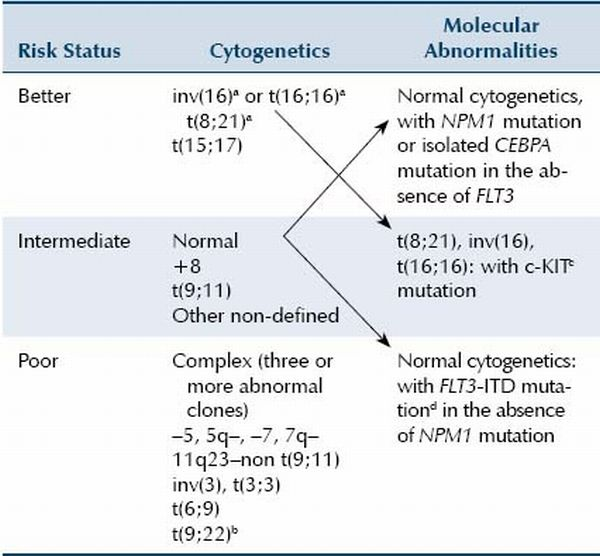 Risk Status
Cytogenetics
Molecular
Abnormalities
Better
inv(16)ᵃ or t(16;16)ᵃ
t(8;21)ᵃ
t(15;17)
Normal cytogenetics,
with NPM1 mutation
or isolated CEBPA
mutation in the ab-
sence of FLT3
Intermediate
Normal
+8
t(9;11)
Other non-defined
t(8;21), inv(16),
t(16;16): with c-KITᶜ
mutation
Poor
Complex (three or
more abnormal
clones)
–5, 5q–, –7, 7q–
11q23–non t(9;11)
inv(3), t(3;3)
t(6;9)
t(9;22)ᵇ
Normal cytogenetics:
with FLT3-ITD muta-
tionᵈ in the absence
of NPM1 mutation